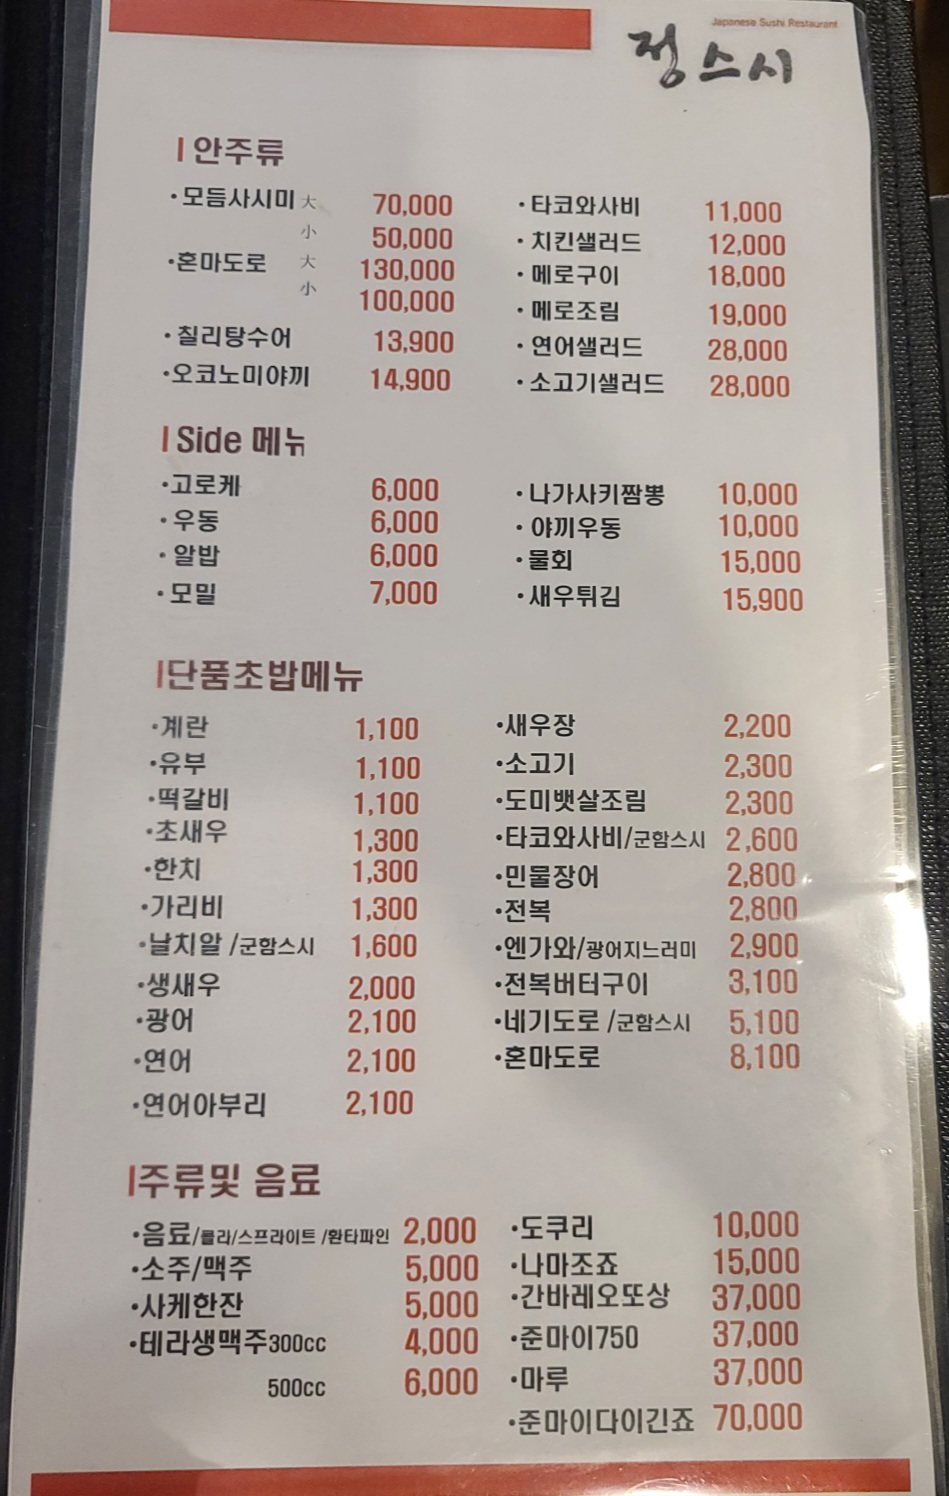 Japanese Sushi Restaurant
정스시
안주류
·모듬사시미 大 70,000
小 50,000
·혼마도로 大 130,000
小 100,000
·칠리탕수어 13,900
·오코노미야끼 14,900
·타코와사비 11,000
·치킨샐러드 12,000
·메로구이 18,000
·메로조림 19,000
·연어샐러드 28,000
·소고기샐러드 28,000
Side 메뉴
·고로케 6,000
·우동 6,000
·알밥 6,000
·모밀 7,000
·나가사키짬뽕 10,000
·야끼우동 10,000
·물회 15,000
·새우튀김 15,900
단품초밥메뉴
·계란 1,100
·유부 1,100
·떡갈비 1,100
·초새우 1,300
·한치 1,300
·가리비 1,300
·날치알 /군함스시 1,600
·생새우 2,000
·광어 2,100
·연어 2,100
·연어아부리 2,100
·새우장 2,200
·소고기 2,300
·도미뱃살조림 2,300
·타코와사비/군함스시 2,600
·민물장어 2,800
·전복 2,800
·엔가와/광어지느러미 2,900
·전복버터구이 3,100
·네기도로 /군함스시 5,100
·혼마도로 8,100
주류및 음료
·음료/콜라/스프라이트 /환타파인 2,000
·소주/맥주 5,000
·사케한잔 5,000
·테라생맥주300cc 4,000
500cc 6,000
·도쿠리 10,000
·나마조죠 15,000
·간바레오또상 37,000
·준마이750 37,000
·마루 37,000
·준마이다이긴죠 70,000